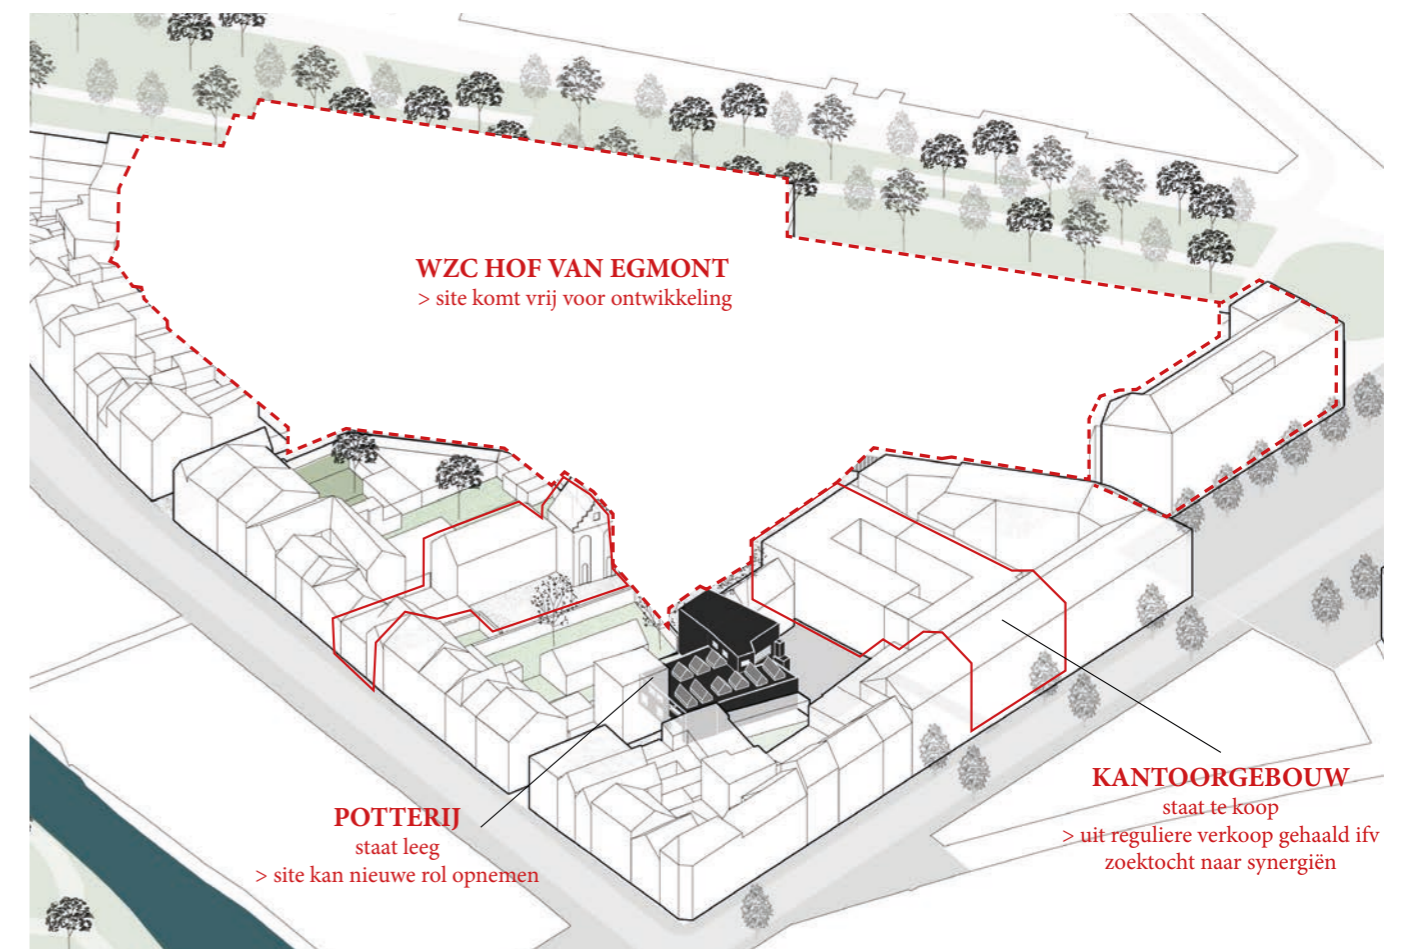 WZC HOF VAN EGMONT
> site komt vrij voor ontwikkeling
POTTERIJ
staat leeg
> site kan nieuwe rol opnemen
KANTOORGEBOUW
staat te koop
> uit reguliere verkoop gehaald ifv
zoektocht naar synergiën